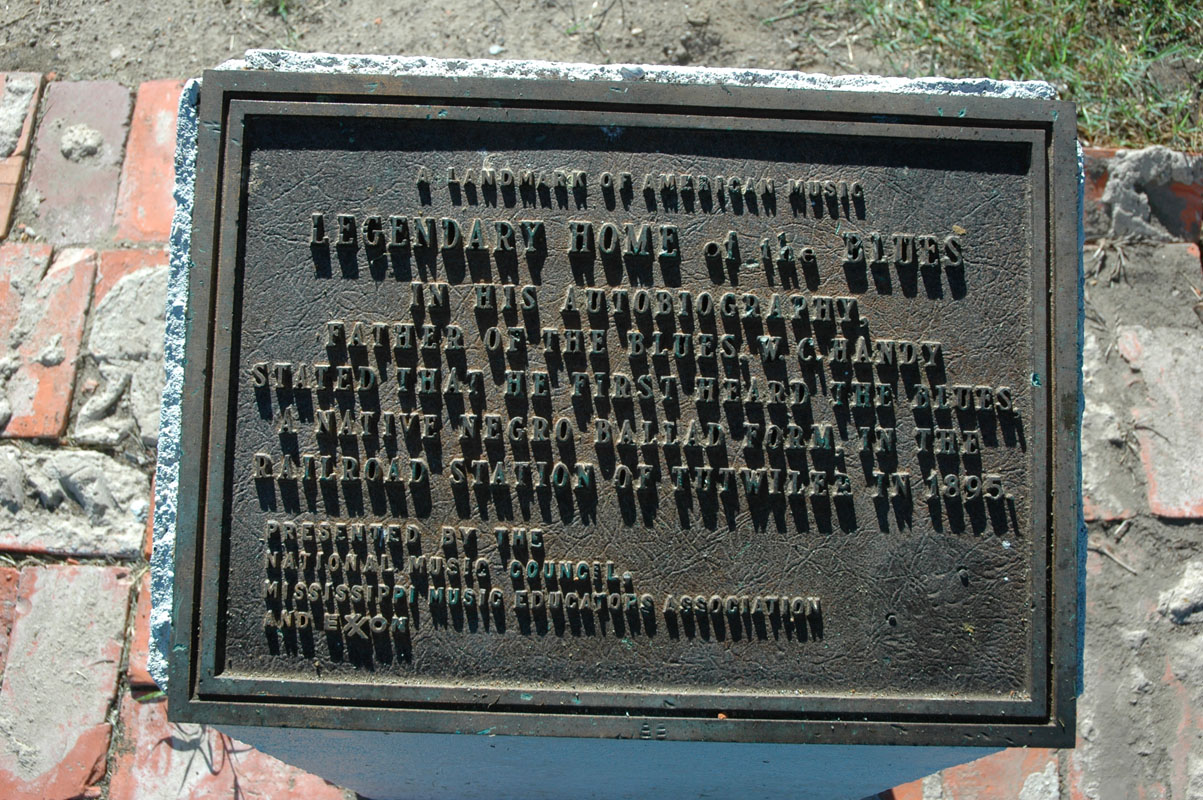 A LANDMARK OF AMERICAN MUSIC
LEGENDARY HOME of the BLUES
IN HIS AUTOBIOGRAPHY,
FATHER OF THE BLUES, W.C. HANDY
STATED THAT HE FIRST HEARD THE BLUES,
A NATIVE NEGRO BALLAD FORM, IN THE
RAILROAD STATION OF TUTWILER IN 1895.
PRESENTED BY THE
NATIONAL MUSIC COUNCIL,
MISSISSIPPI MUSIC EDUCATORS ASSOCIATION
AND EXXON